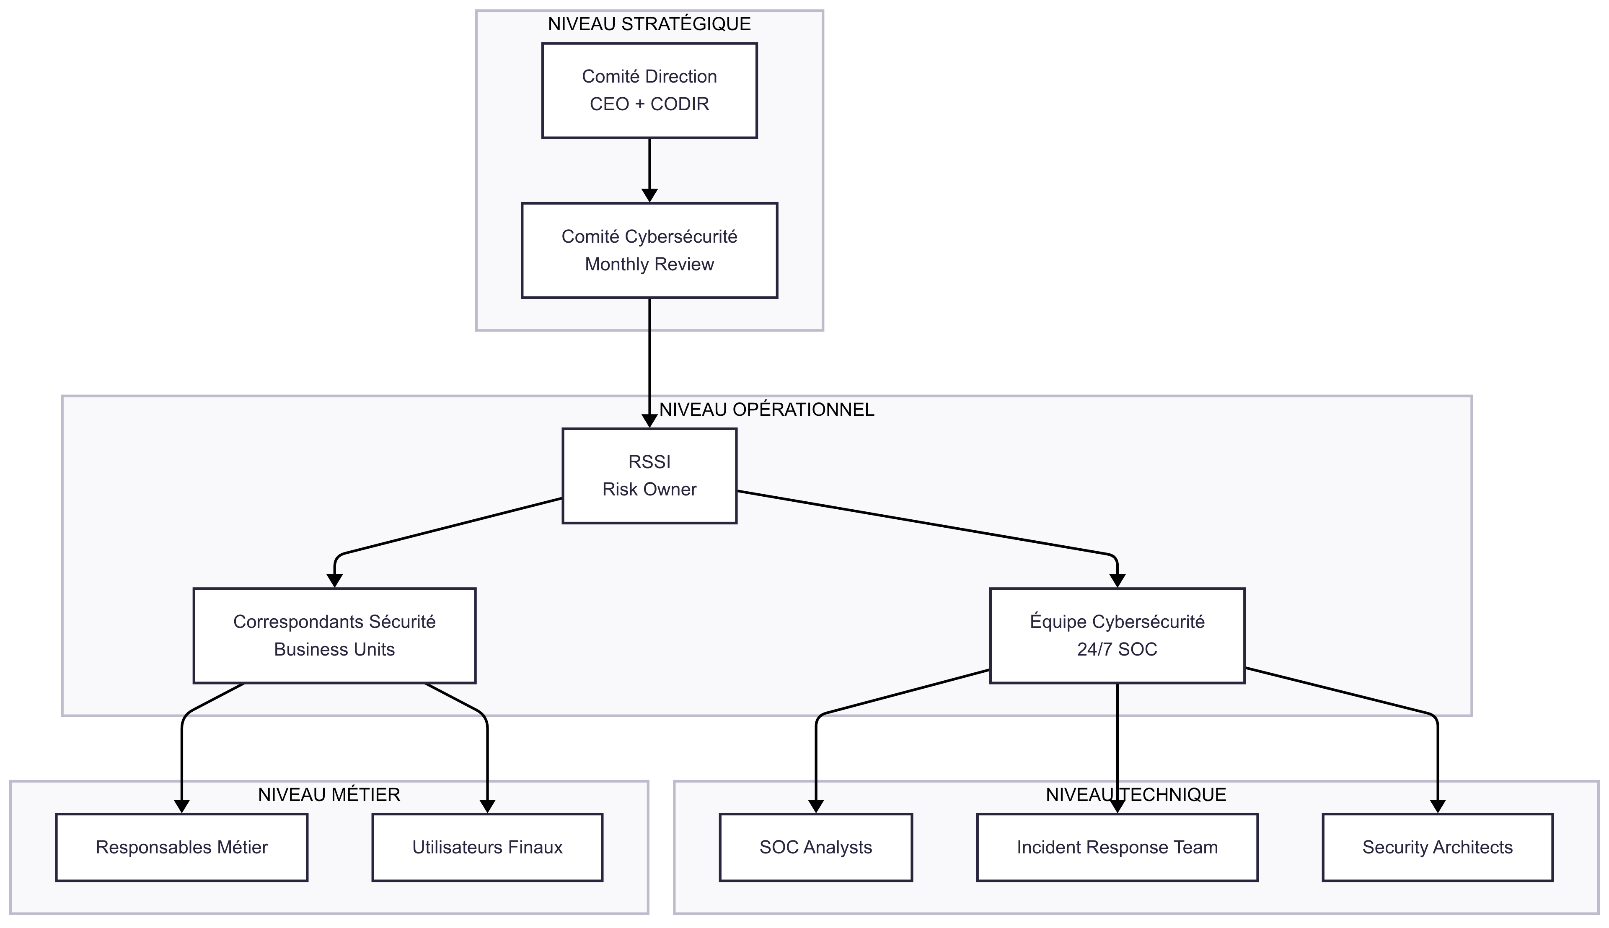 NIVEAU STRATÉGIQUE
Comité Direction
CEO + CODIR
Comité Cybersécurité
Monthly Review
NIVEAU OPÉRATIONNEL
RSSI
Risk Owner
Correspondants Sécurité
Business Units
Équipe Cybersécurité
24/7 SOC
NIVEAU MÉTIER
Responsables Métier
Utilisateurs Finaux
NIVEAU TECHNIQUE
SOC Analysts
Incident Response Team
Security Architects